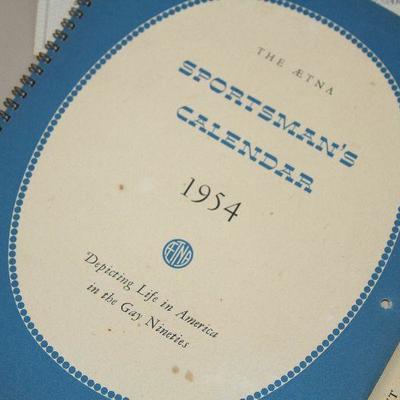 THE ÆTNA
SPORTSMAN'S
CALENDAR
1954
ÆTNA
Depicting Life in America
in the Gay Nineties